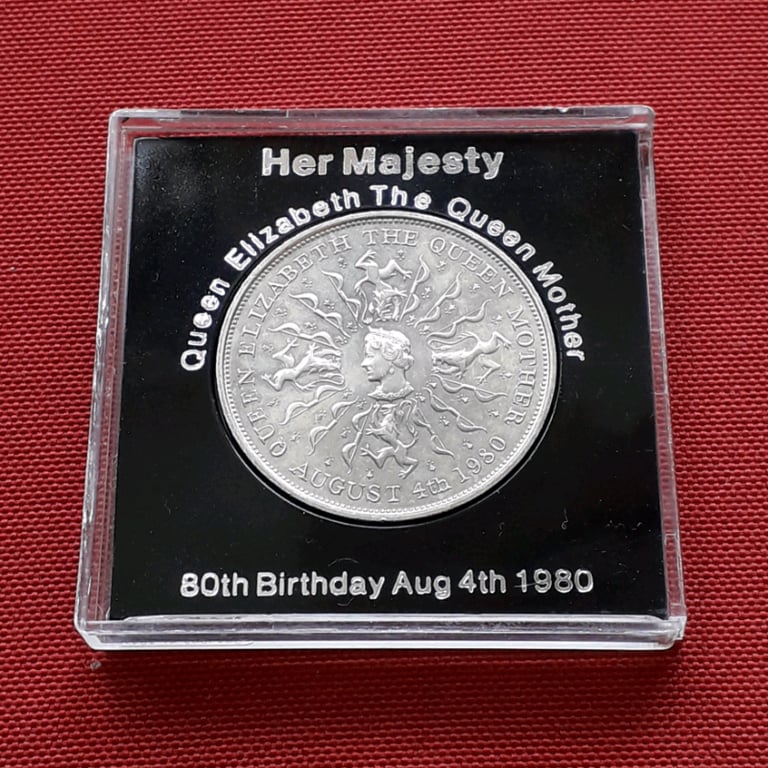 Her Majesty
Queen Elizabeth The Queen Mother
QUEEN ELIZABETH THE QUEEN MOTHER
AUGUST 4th 1980
80th Birthday Aug 4th 1980